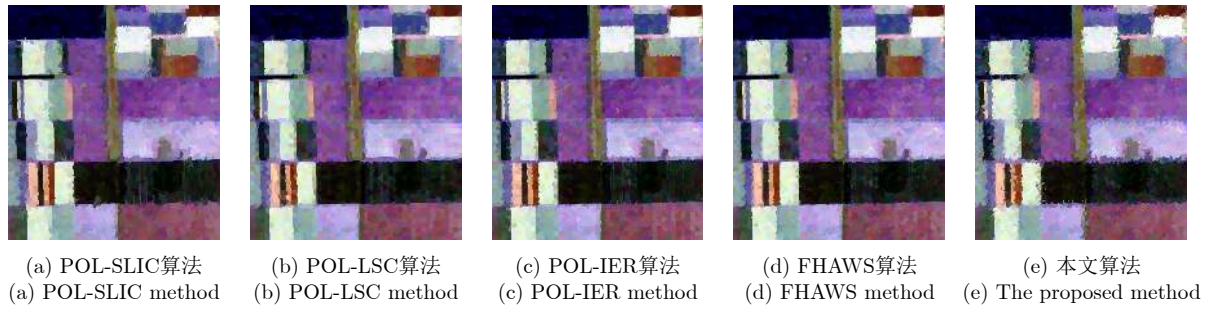 (a) POL-SLIC算法
(a) POL-SLIC method
(b) POL-LSC算法
(b) POL-LSC method
(c) POL-IER算法
(c) POL-IER method
(d) FHAWS算法
(d) FHAWS method
(e) 本文算法
(e) The proposed method